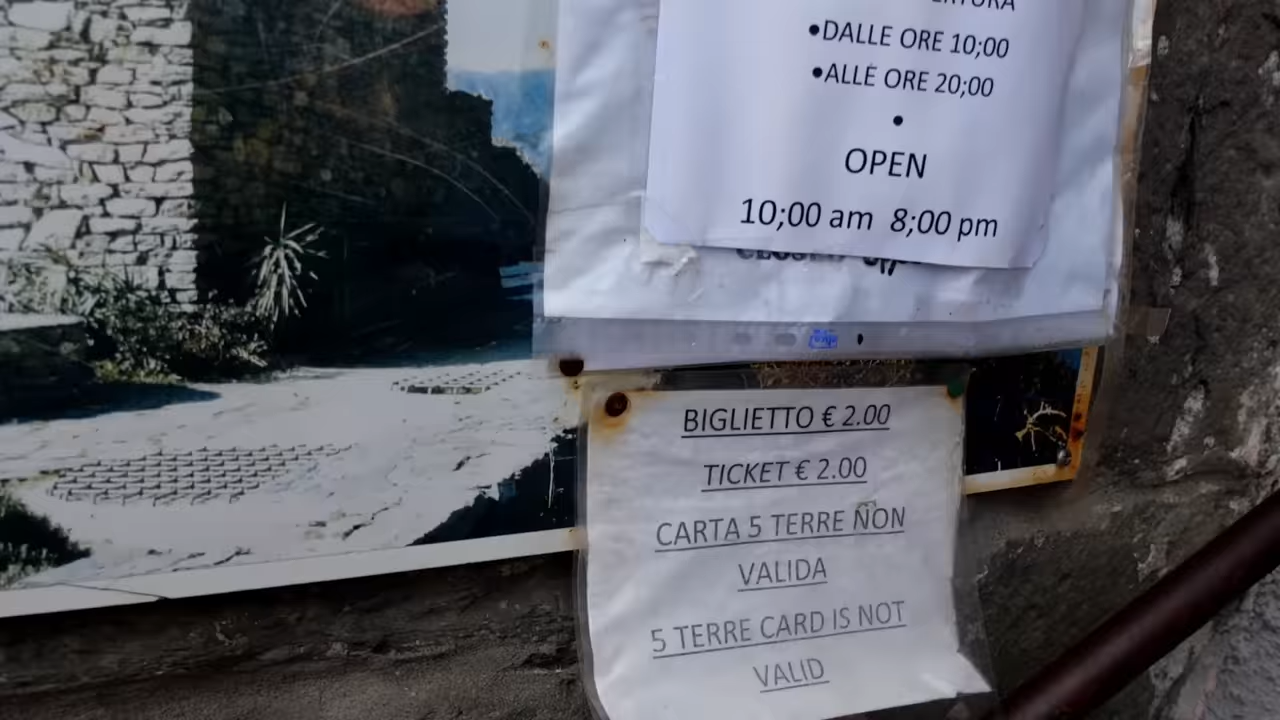 •DALLE ORE 10;00
•ALLE ORE 20;00
•
OPEN
10;00 am 8;00 pm
BIGLIETTO € 2.00
TICKET € 2.00
CARTA 5 TERRE NON
VALIDA
5 TERRE CARD IS NOT
VALID